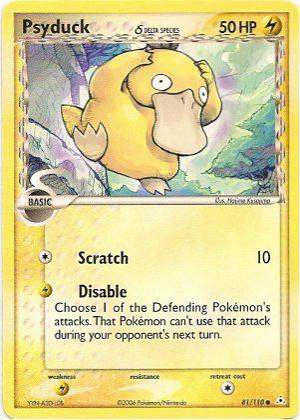 Psyduck δ DELTA SPECIES 50 HP
Illus. Hajime Kusajima
BASIC
Scratch 10
Disable
Choose 1 of the Defending Pokémon's
attacks. That Pokémon can't use that attack
during your opponent's next turn.
weakness resistance retreat cost
©2006 Pokémon/Nintendo 81/110